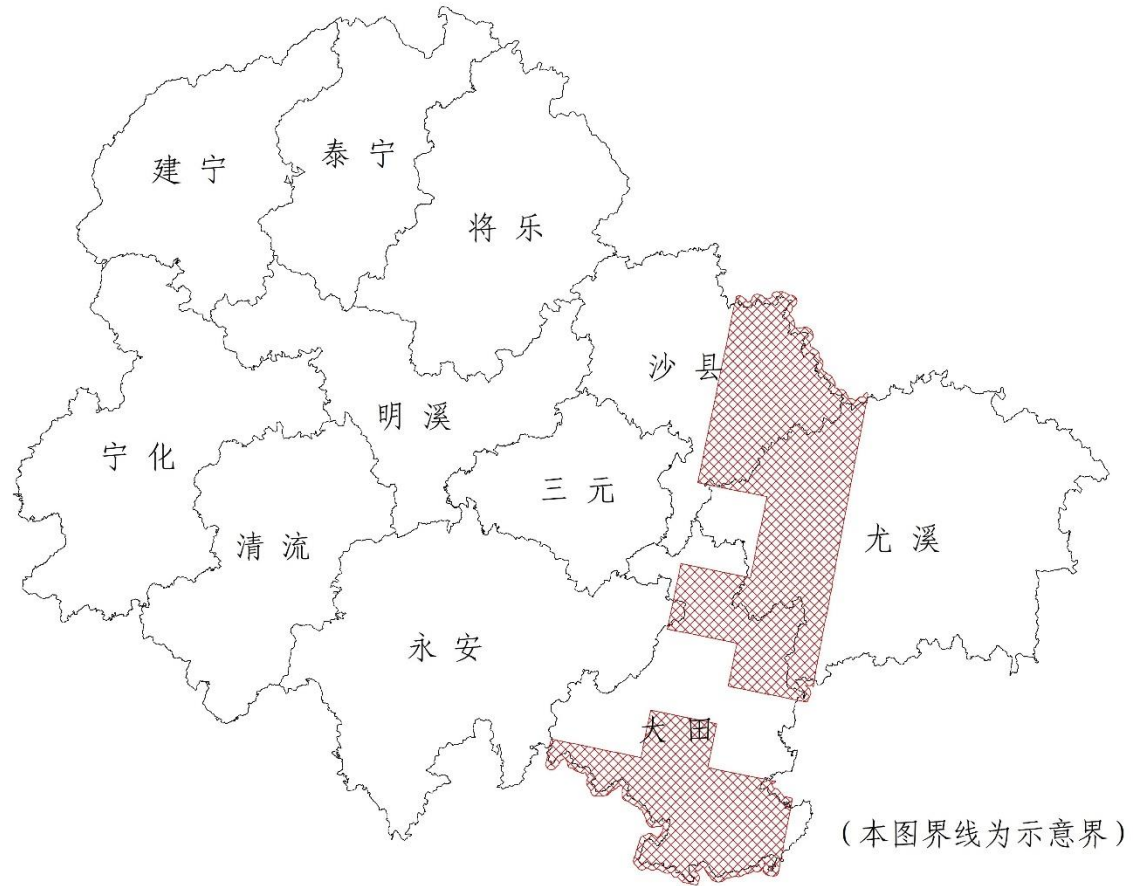 泰宁
建宁
将乐
沙县
明溪
宁化
三元
尤溪
清流
永安
大田
（本图界线为示意界）